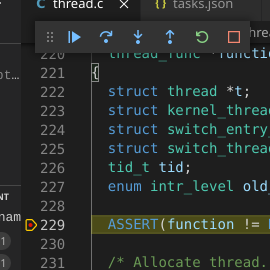 C thread.c × {} tasks.json
hrea
220 thread_func *functi
221 {
222 struct thread *t;
223 struct kernel_threa
224 struct switch_entry
225 struct switch_threa
226 tid_t tid;
227 enum intr_level old
228
229 ASSERT(function !=
230
231 /* Allocate thread.
ot…
NT
nam
1
1